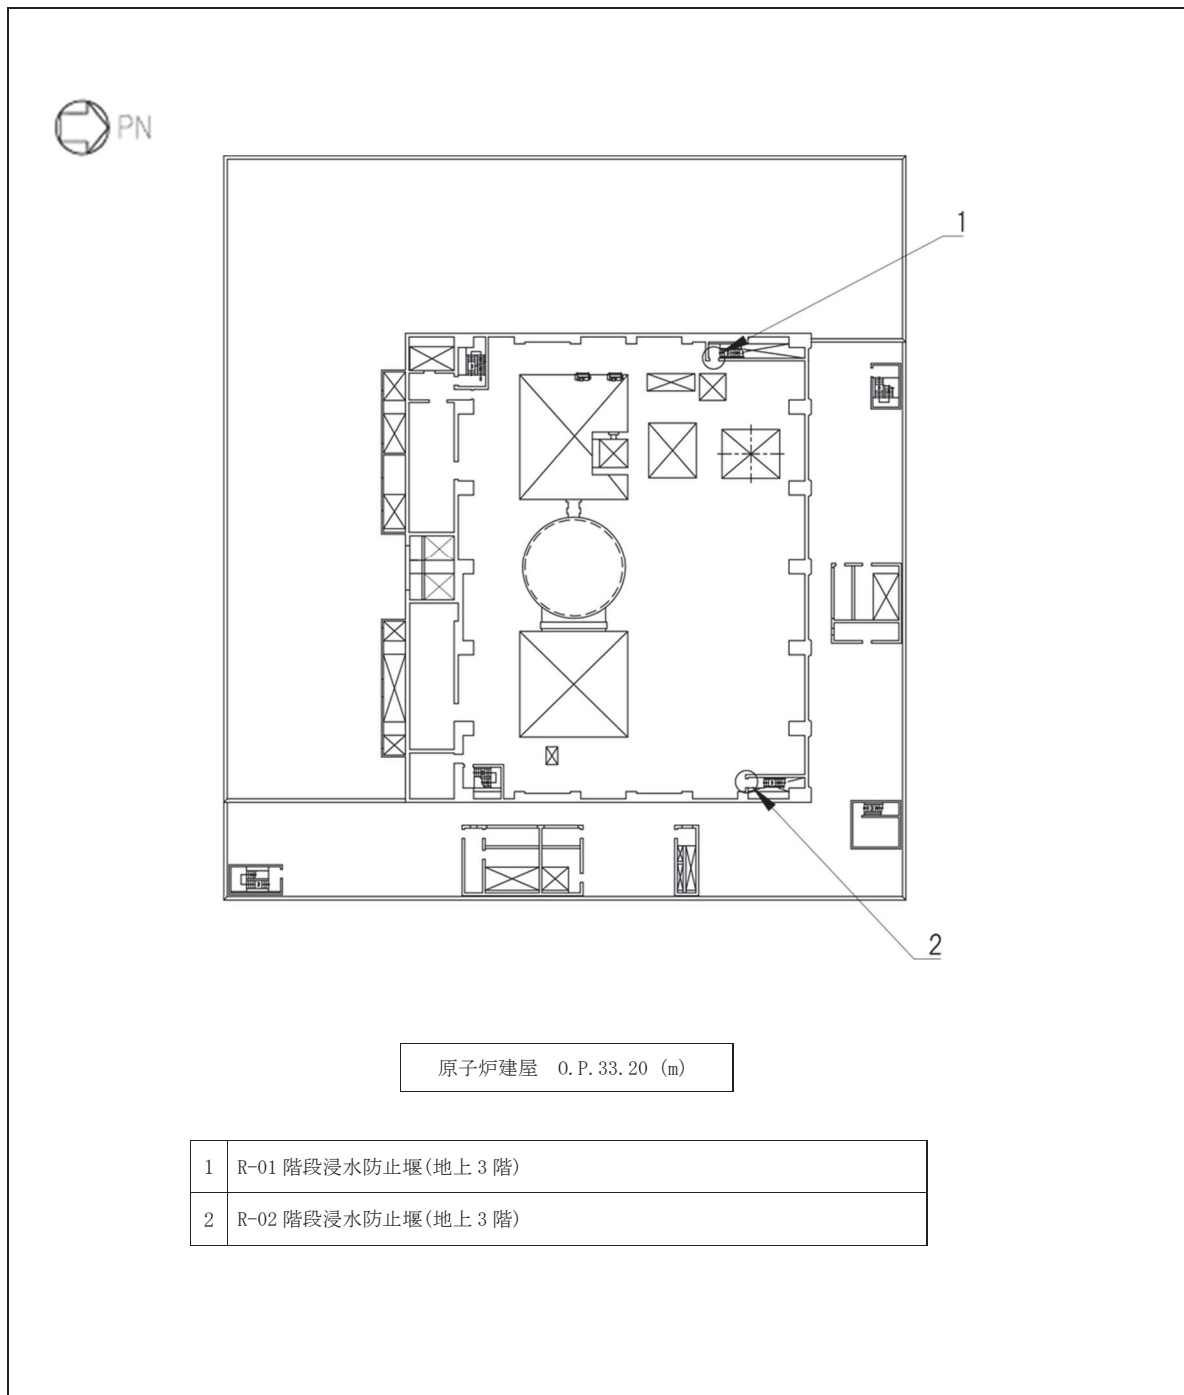 PN
1
2
原子炉建屋　O.P.33.20 (m)
1 R-01 階段浸水防止堰(地上 3 階)
2 R-02 階段浸水防止堰(地上 3 階)